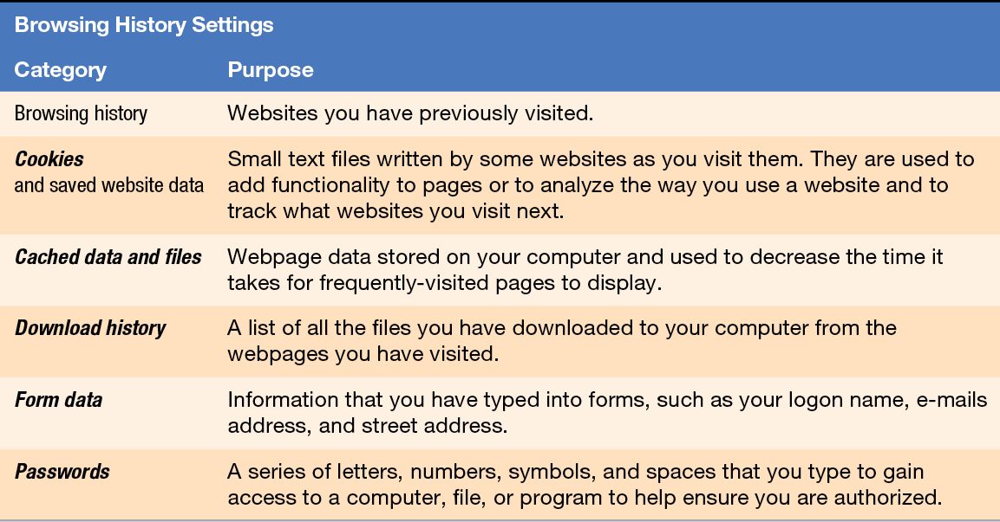 Browsing History Settings
Category Purpose
Browsing history Websites you have previously visited.
Cookies Small text files written by some websites as you visit them. They are used to
and saved website data add functionality to pages or to analyze the way you use a website and to
track what websites you visit next.
Cached data and files Webpage data stored on your computer and used to decrease the time it
takes for frequently-visited pages to display.
Download history A list of all the files you have downloaded to your computer from the
webpages you have visited.
Form data Information that you have typed into forms, such as your logon name, e-mails
address, and street address.
Passwords A series of letters, numbers, symbols, and spaces that you type to gain
access to a computer, file, or program to help ensure you are authorized.